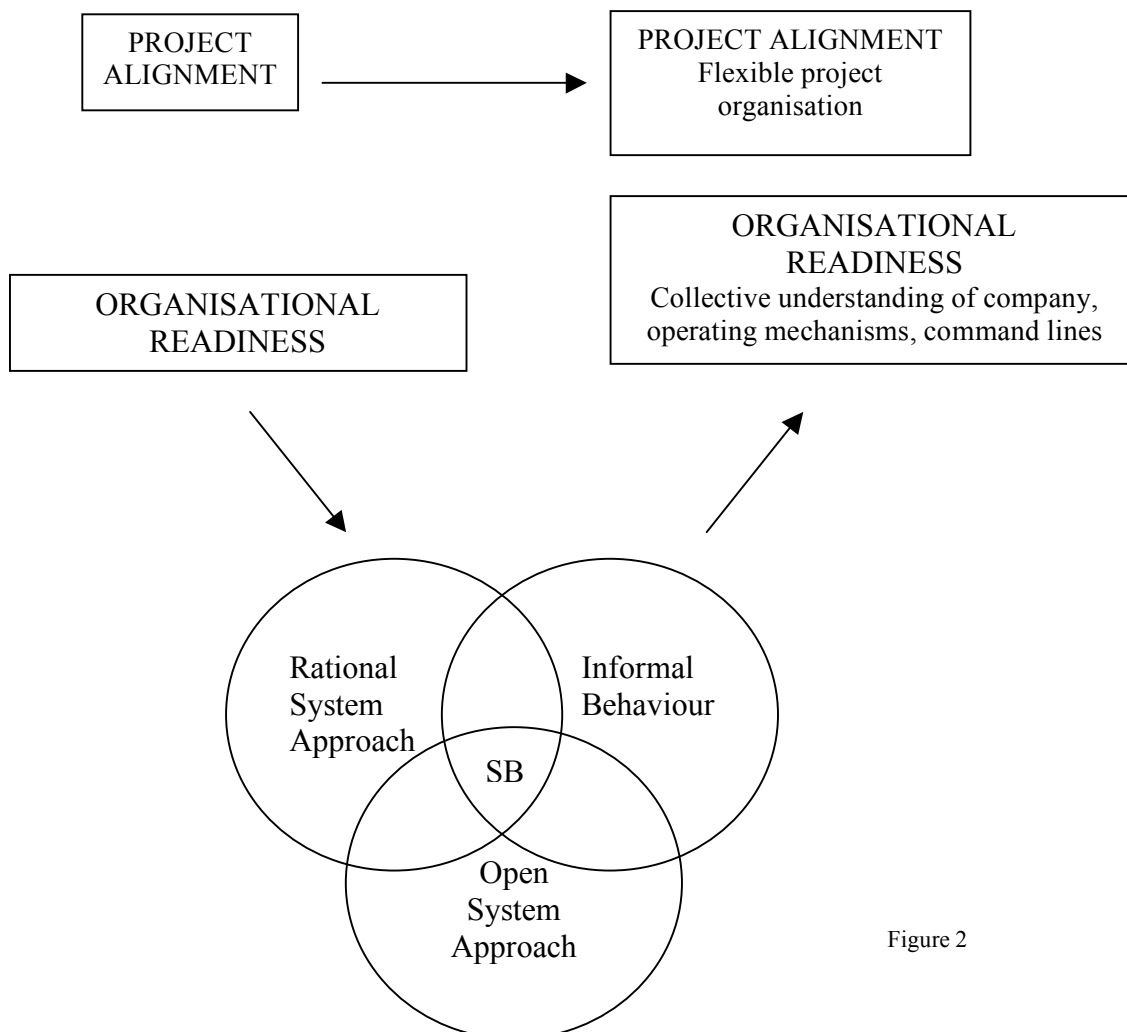 PROJECT
ALIGNMENT
PROJECT ALIGNMENT
Flexible project
organisation
ORGANISATIONAL
READINESS
ORGANISATIONAL
READINESS
Collective understanding of company,
operating mechanisms, command lines
Rational
System
Approach
Informal
Behaviour
SB
Open
System
Approach
Figure 2